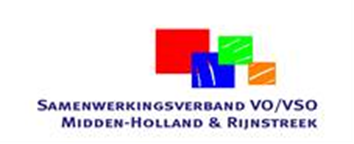 Samenwerkingsverband VO/VSO
Midden-Holland & Rijnstreek